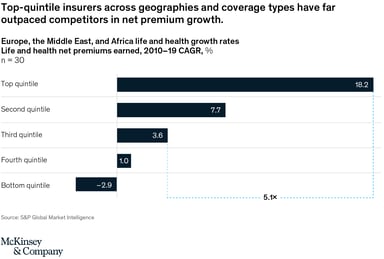 Top-quintile insurers across geographies and coverage types have far
outpaced competitors in net premium growth.
Europe, the Middle East, and Africa life and health growth rates
Life and health net premiums earned, 2010–19 CAGR, %
n = 30
Top quintile 18.2
Second quintile 7.7
Third quintile 3.6
Fourth quintile 1.0
Bottom quintile –2.9
5.1×
Source: S&P Global Market Intelligence
McKinsey
& Company